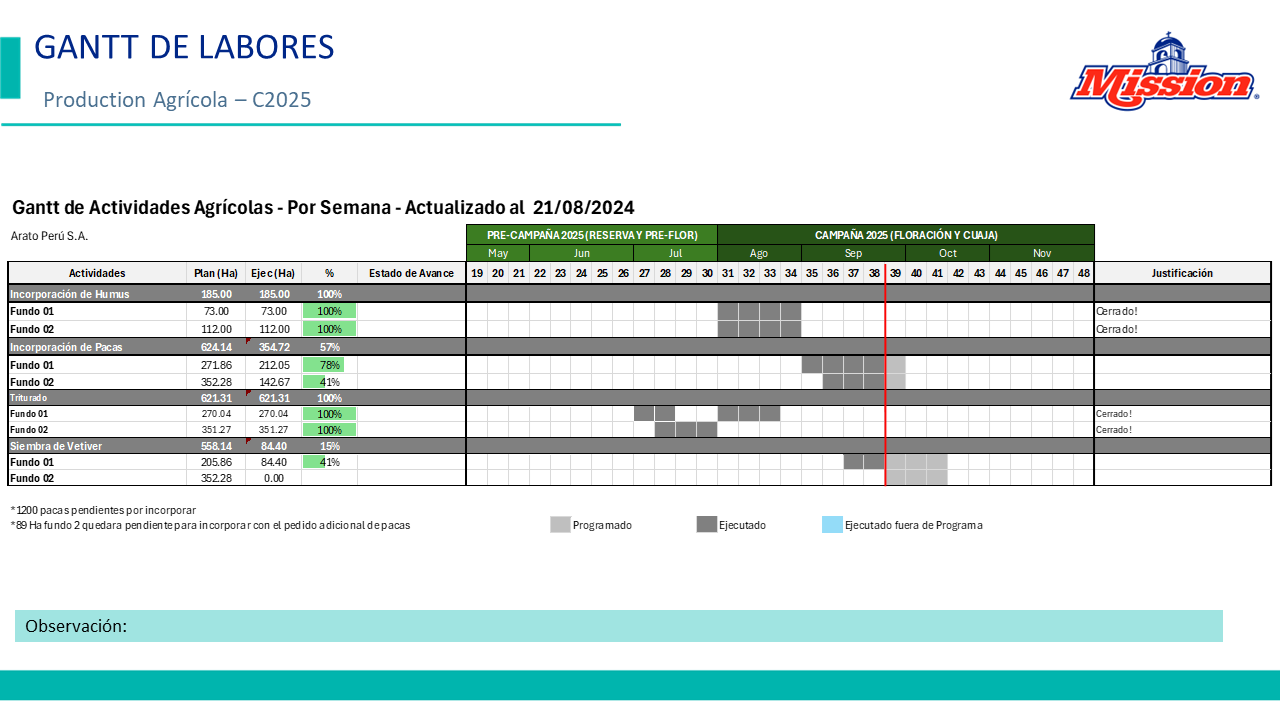 GANTT DE LABORES
Production Agrícola – C2025
Mission®
Gantt de Actividades Agrícolas - Por Semana - Actualizado al 21/08/2024
Arato Perú S.A.
PRE-CAMPAÑA 2025 (RESERVA Y PRE-FLOR) CAMPAÑA 2025 (FLORACIÓN Y CUAJA)
May Jun Jul Ago Sep Oct Nov
Actividades Plan (Ha) Ejec (Ha) % Estado de Avance 19 20 21 22 23 24 25 26 27 28 29 30 31 32 33 34 35 36 37 38 39 40 41 42 43 44 45 46 47 48 Justificación
Incorporación de Humus 185.00 185.00 100%
Fundo 01 73.00 73.00 100% Cerrado!
Fundo 02 112.00 112.00 100% Cerrado!
Incorporación de Pacas 624.14 354.72 57%
Fundo 01 271.86 212.05 78%
Fundo 02 352.28 142.67 41%
Triturado 621.31 621.31 100%
Fundo 01 270.04 270.04 100% Cerrado!
Fundo 02 351.27 351.27 100% Cerrado!
Siembra de Vetiver 558.14 84.40 15%
Fundo 01 205.86 84.40 41%
Fundo 02 352.28 0.00
*1200 pacas pendientes por incorporar
*89 Ha fundo 2 quedara pendiente para incorporar con el pedido adicional de pacas
Programado Ejecutado Ejecutado fuera de Programa
Observación: